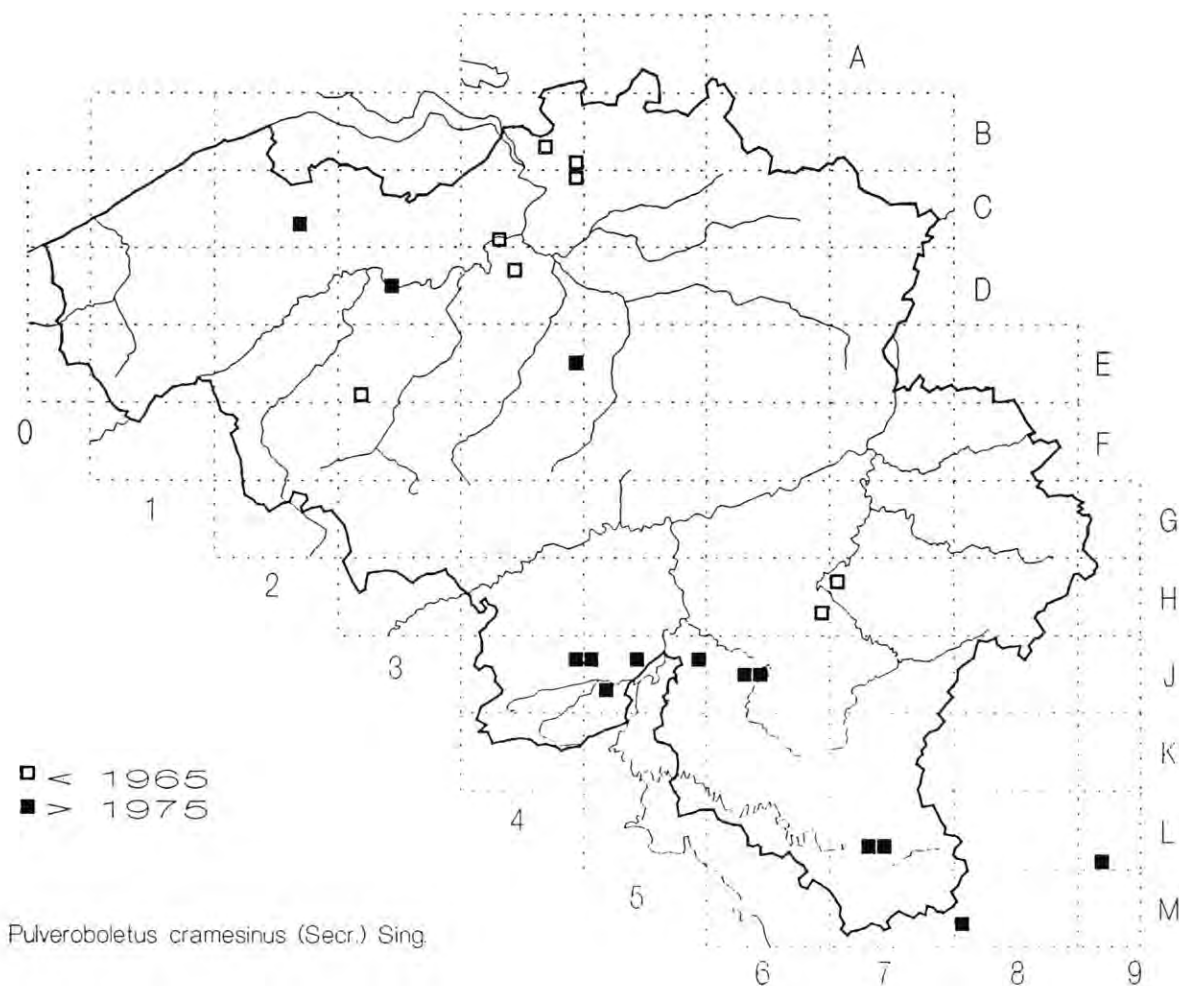 A
B
C
D
E
0
F
1
G
2
H
3
J
K
< 1965
> 1975
4
L
5
M
Pulveroboletus cramesinus (Secr.) Sing.
6 7 8 9